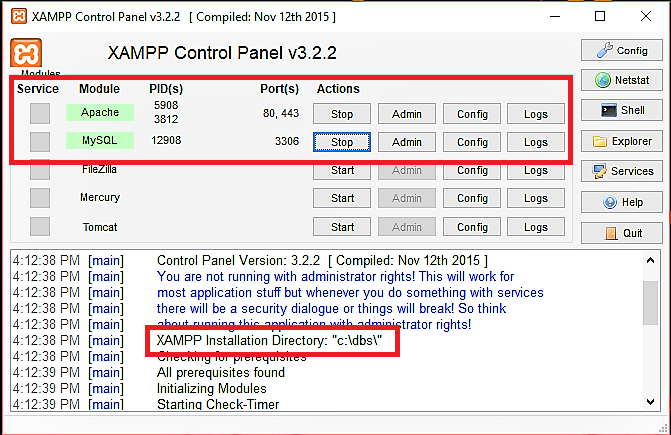 XAMPP Control Panel v3.2.2 [ Compiled: Nov 12th 2015 ]
XAMPP Control Panel v3.2.2
Config
Modules
Service Module PID(s) Port(s) Actions
Netstat
Apache 5908 3812 80, 443 Stop Admin Config Logs
Shell
MySQL 12908 3306 Stop Admin Config Logs
Explorer
FileZilla Start Admin Config Logs
Services
Mercury Start Admin Config Logs
Help
Tomcat Start Admin Config Logs
Quit
4:12:38 PM [main] Control Panel Version: 3.2.2 [ Compiled: Nov 12th 2015 ]
4:12:38 PM [main] You are not running with administrator rights! This will work for
4:12:38 PM [main] most application stuff but whenever you do something with services
4:12:38 PM [main] there will be a security dialogue or things will break! So think
4:12:38 PM [main] about running this application with administrator rights!
4:12:38 PM [main] XAMPP Installation Directory: "c:\dbs\"
4:12:38 PM [main] Checking for prerequisites
4:12:39 PM [main] All prerequisites found
4:12:39 PM [main] Initializing Modules
4:12:39 PM [main] Starting Check-Timer